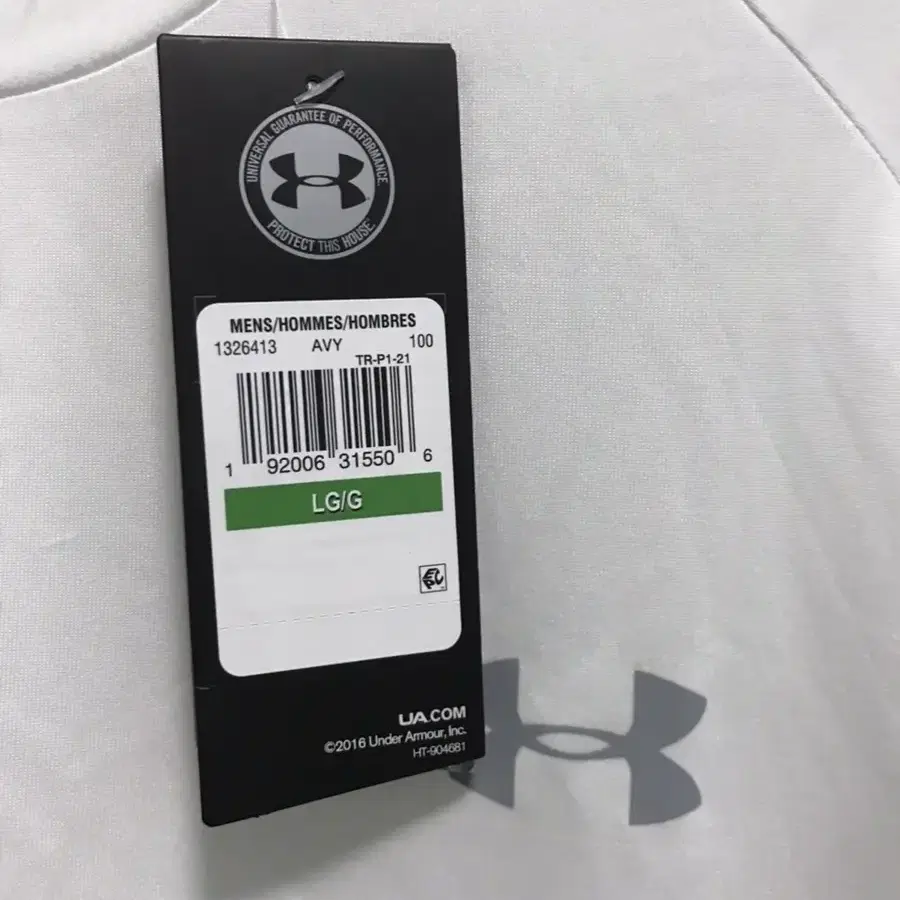 UNIVERSAL GUARANTEE OF PERFORMANCE.
PROTECT THIS HOUSE
MENS/HOMMES/HOMBRES
1326413 AVY 100
TR-P1-21
1 92006 31550 6
LG/G
EPC
UA.COM
©2016 Under Armour, Inc.
HT-904681